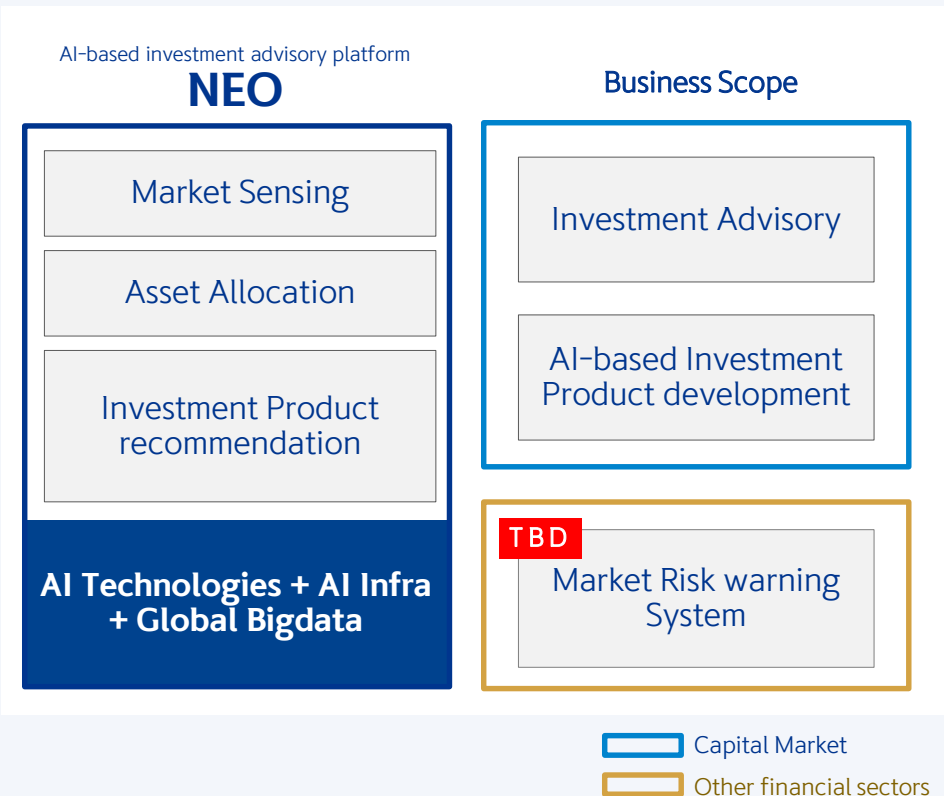 AI-based investment advisory platform
NEO
Market Sensing
Asset Allocation
Investment Product
recommendation
AI Technologies + AI Infra
+ Global Bigdata
Business Scope
Investment Advisory
AI-based Investment
Product development
TBD
Market Risk warning
System
Capital Market
Other financial sectors